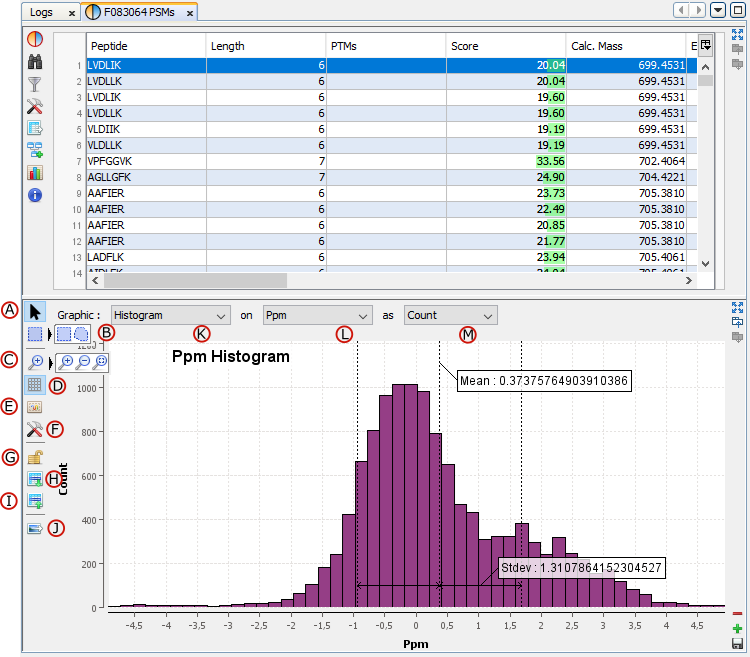 Logs × F083064 PSMs ×
Peptide Length PTMs Score Calc. Mass E
1 LVDLIK 6 20.04 699.4531
2 LVDLLK 6 20.04 699.4531
3 LVDLIK 6 19.60 699.4531
4 LVDLLK 6 19.60 699.4531
5 VLDIIK 6 19.19 699.4531
6 VLDLLK 6 19.19 699.4531
7 VPFGGVK 7 33.56 702.4064
8 AGLLGFK 7 24.90 704.4221
9 AAFIER 6 23.73 705.3810
10 AAFIER 6 22.49 705.3810
11 AAFIER 6 20.85 705.3810
12 AAFIER 6 21.77 705.3810
13 LADFLK 6 23.94 705.4061
14 AIDLEK 6 24.04 705.4061
A Graphic : Histogram on Ppm as Count
B K L M
C
D
E
F
G
H
I
J
Ppm Histogram
Mean : 0.37375764903910386
Stdev : 1.3107864152304527
Count
1200
1000
800
600
400
200
0
-4,5 -4 -3,5 -3 -2,5 -2 -1,5 -1 -0,5 0 0,5 1 1,5 2 2,5 3 3,5 4 4,5
Ppm